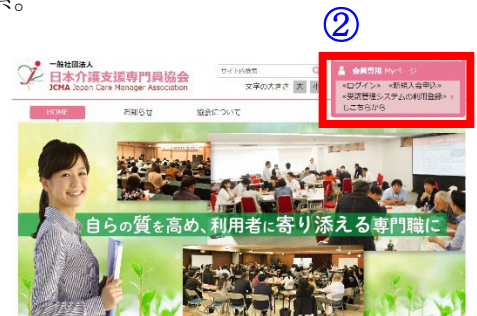 す。
②
一般社団法人
日本介護支援専門員協会
JCMA Japan Care Manager Association
サイト内検索
文字の大きさ 大 小
会員専用 Myページ
«ログイン» «新規入会申込»
«受講管理システムの利用登録»
もこちらから
HOME
お知らせ
協会について
自らの質を高め、利用者に寄り添える専門職に